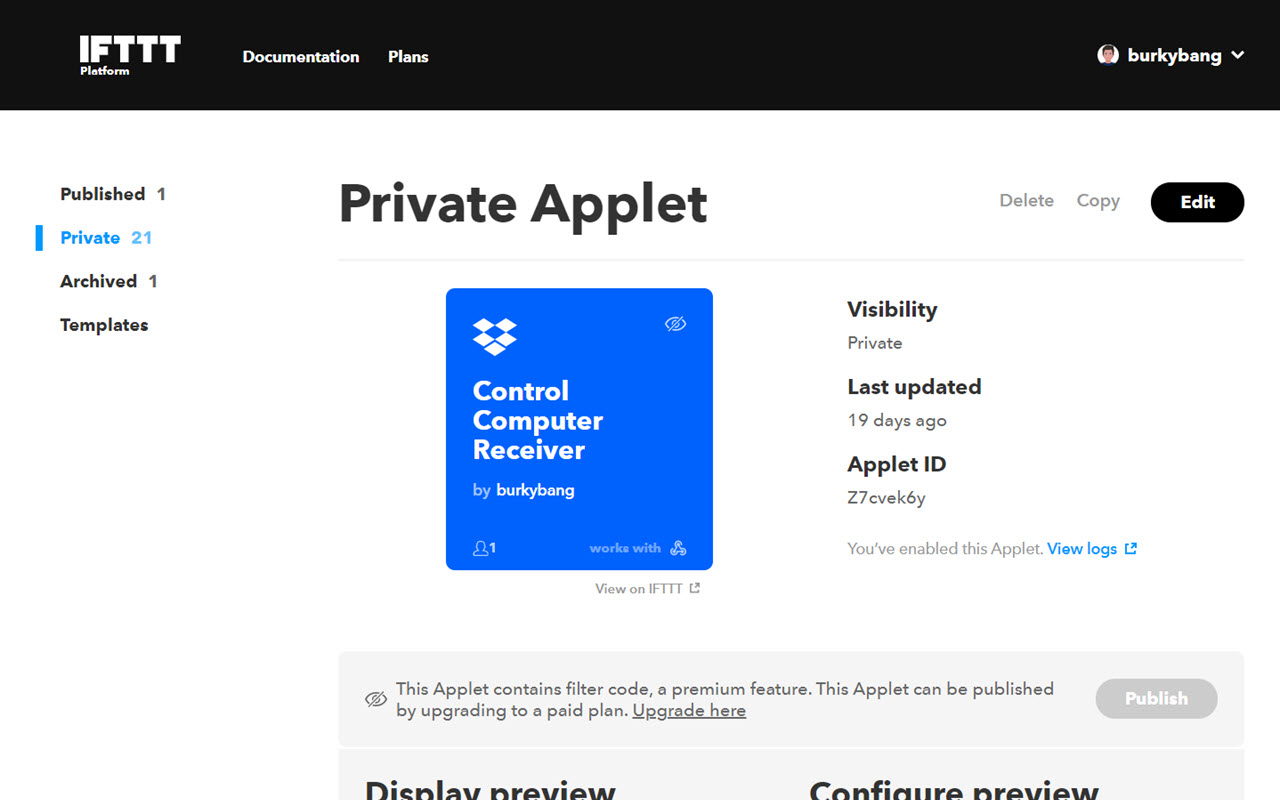 IFTTT
Platform
Documentation
Plans
burkybang
Published 1
Private 21
Archived 1
Templates
Private Applet
Delete
Copy
Edit
Control
Computer
Receiver
by burkybang
1
works with
View on IFTTT
Visibility
Private
Last updated
19 days ago
Applet ID
Z7cvek6y
You’ve enabled this Applet. View logs
This Applet contains filter code, a premium feature. This Applet can be published
by upgrading to a paid plan. Upgrade here
Publish
Display preview
Configure preview